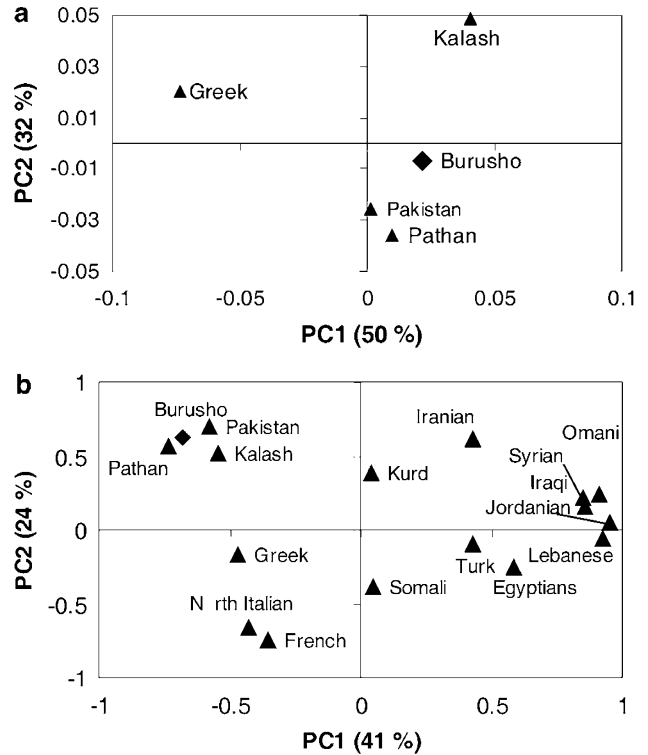 a
0.05
Kalash
0.03
Greek
0.01
PC2 (32 %)
-0.01
Burusho
-0.03
Pakistan
Pathan
-0.05
-0.1
-0.05
0
0.05
0.1
PC1 (50 %)
b
1
Burusho
Pakistan
Iranian
Omani
Pathan
Kalash
Syrian
0.5
Kurd
Iraqi
Jordanian
PC2 (24 %)
0
Greek
Turk
Lebanese
Somali
Egyptians
-0.5
N rth Italian
French
-1
-1
-0.5
0
0.5
1
PC1 (41 %)